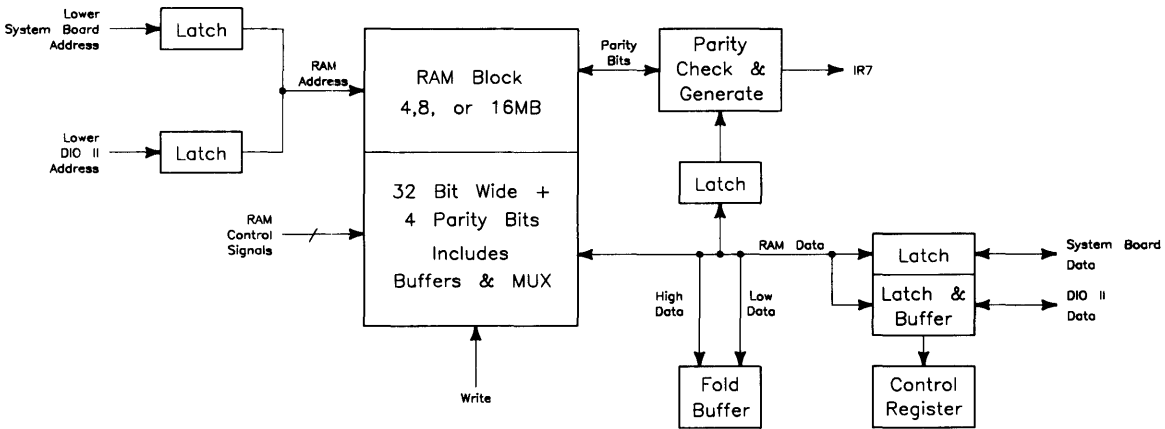 Lower
System Board
Address
Latch
RAM
Address
Lower
DIO II
Address
Latch
RAM Block
4,8, or 16MB
32 Bit Wide +
4 Parity Bits
Includes
Buffers & MUX
RAM
Control
Signals
Write
Parity
Bits
Parity
Check &
Generate
IR7
Latch
RAM Data
High
Data
Low
Data
Fold
Buffer
Latch
System Board
Data
Latch &
Buffer
DIO II
Data
Control
Register